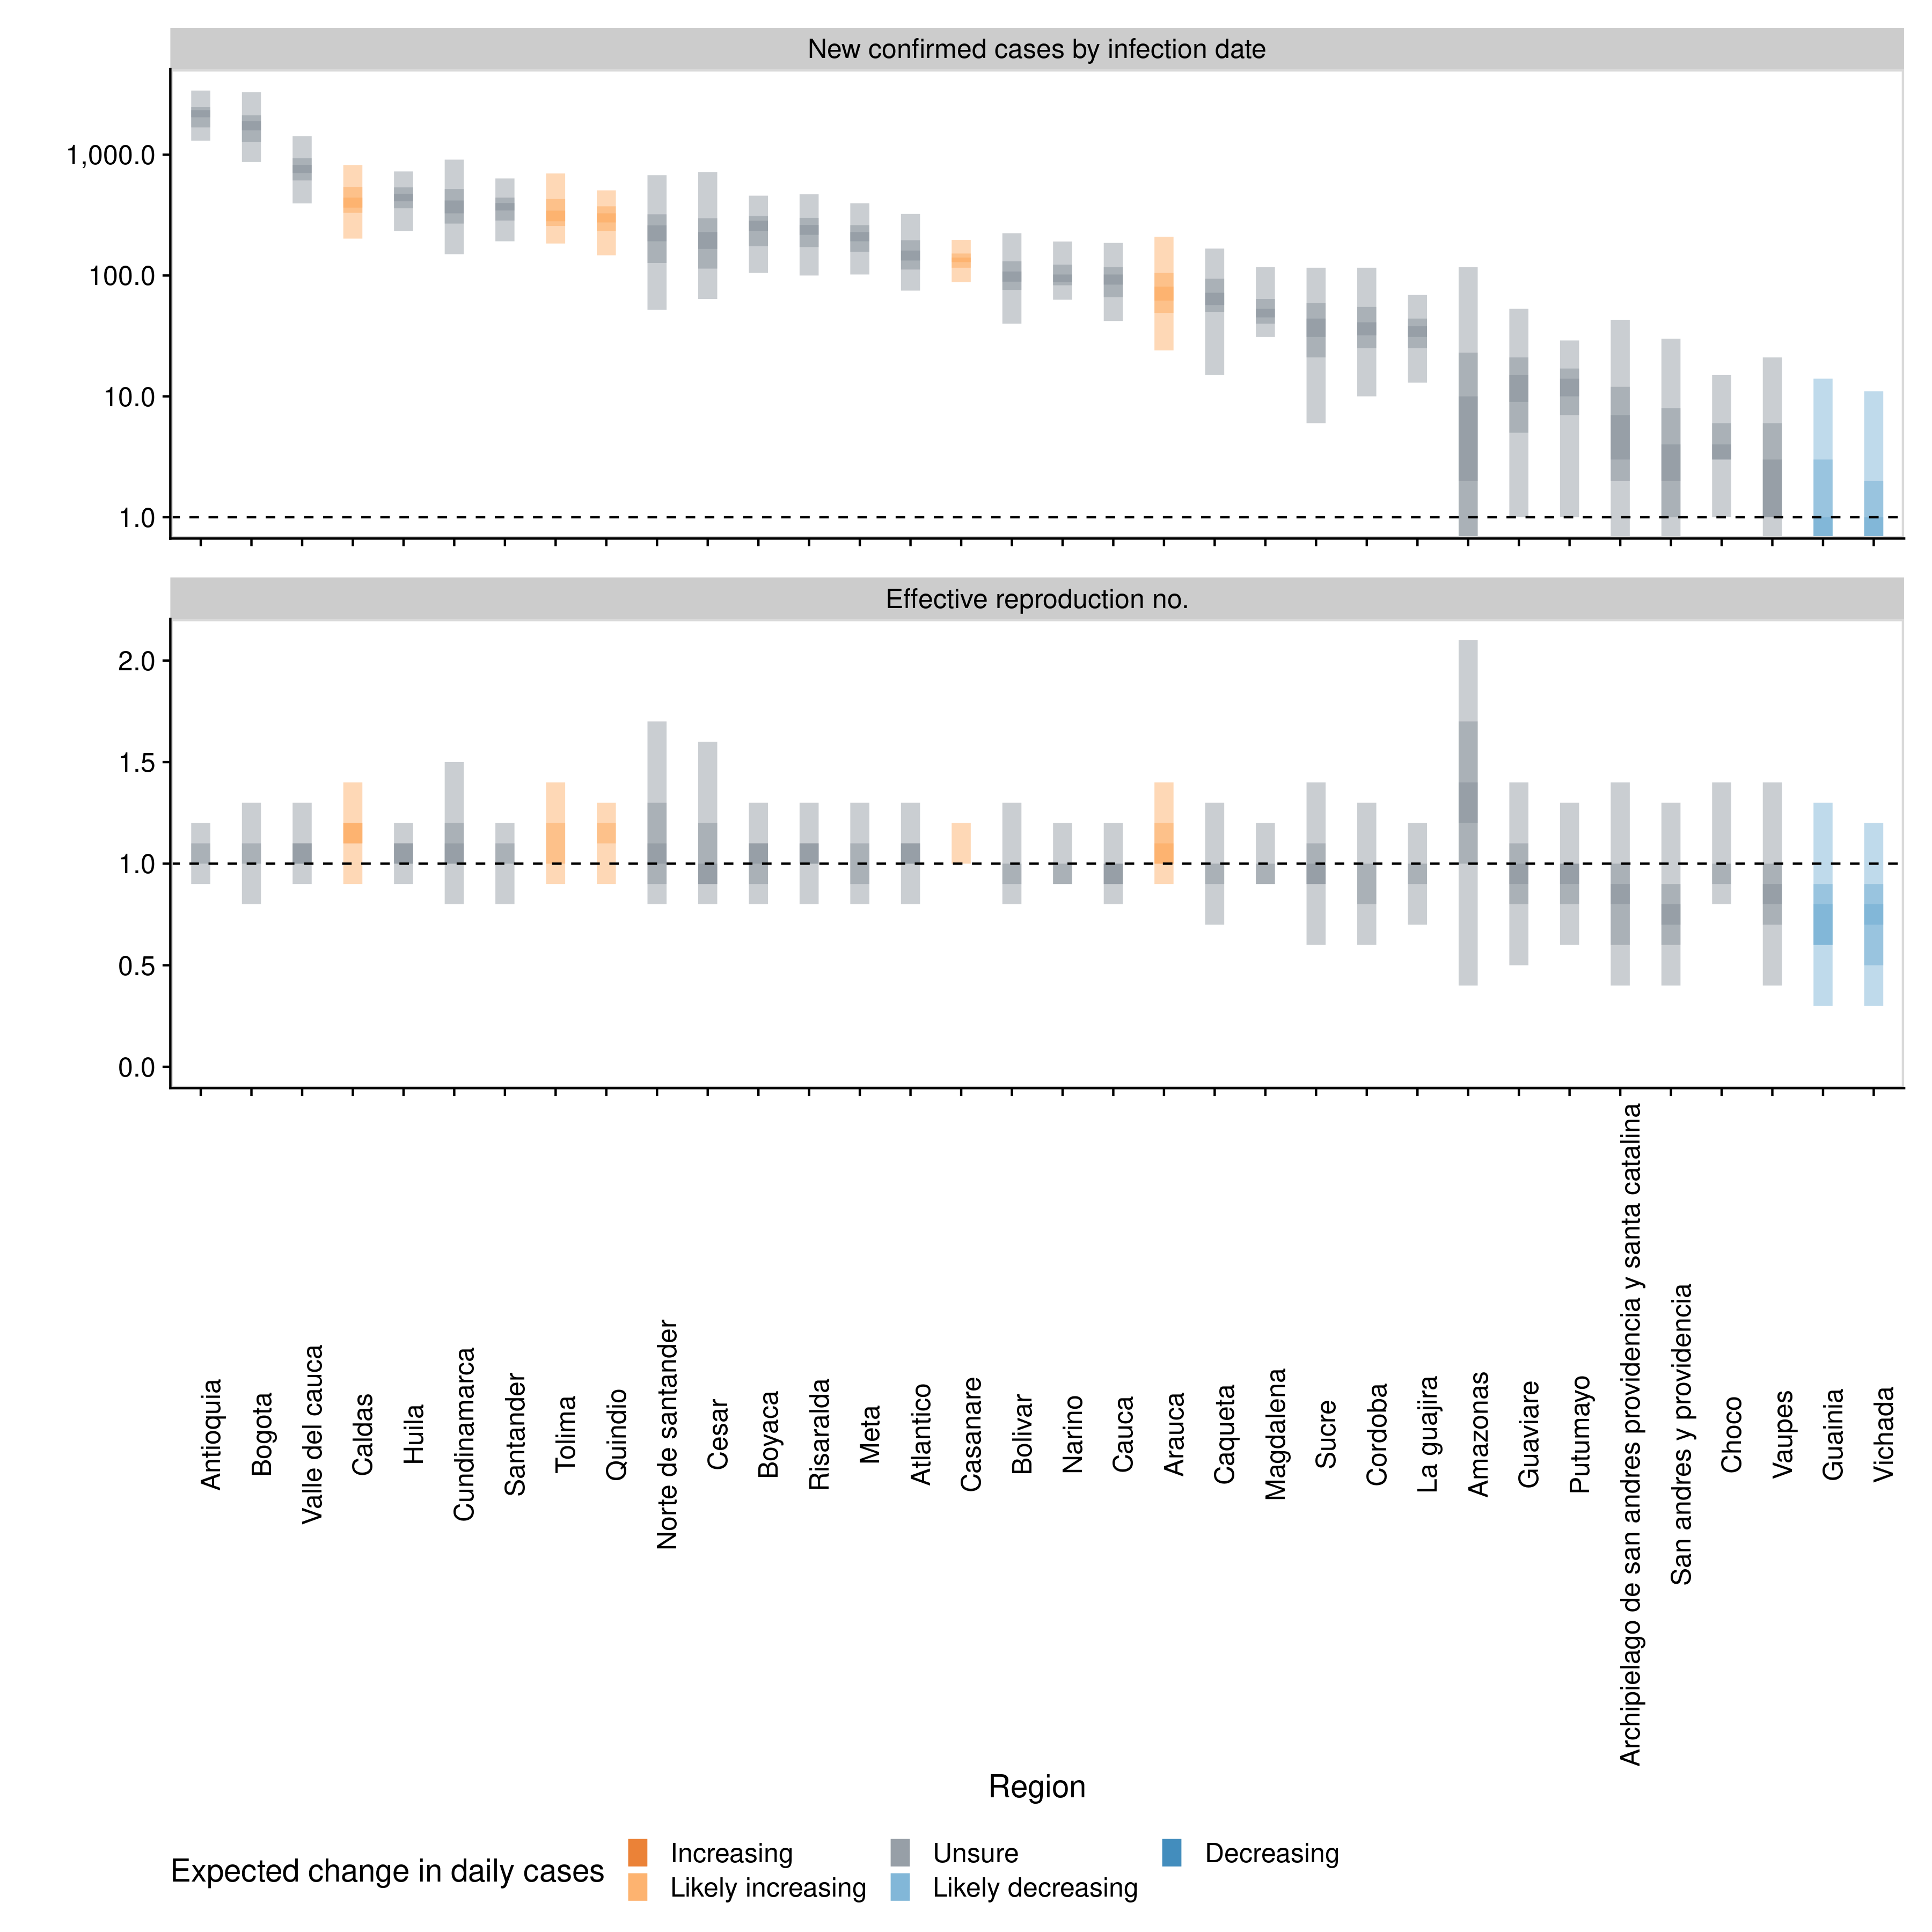 New confirmed cases by infection date
1,000.0
100.0
10.0
1.0
Effective reproduction no.
2.0
1.5
1.0
0.5
0.0
Antioquia
Bogota
Valle del cauca
Caldas
Huila
Cundinamarca
Santander
Tolima
Quindio
Norte de santander
Cesar
Boyaca
Risaralda
Meta
Atlantico
Casanare
Bolivar
Narino
Cauca
Arauca
Caqueta
Magdalena
Sucre
Cordoba
La guajira
Amazonas
Guaviare
Putumayo
Archipielago de san andres providencia y santa catalina
San andres y providencia
Choco
Vaupes
Guainia
Vichada
Region
Expected change in daily cases
Increasing
Likely increasing
Unsure
Likely decreasing
Decreasing